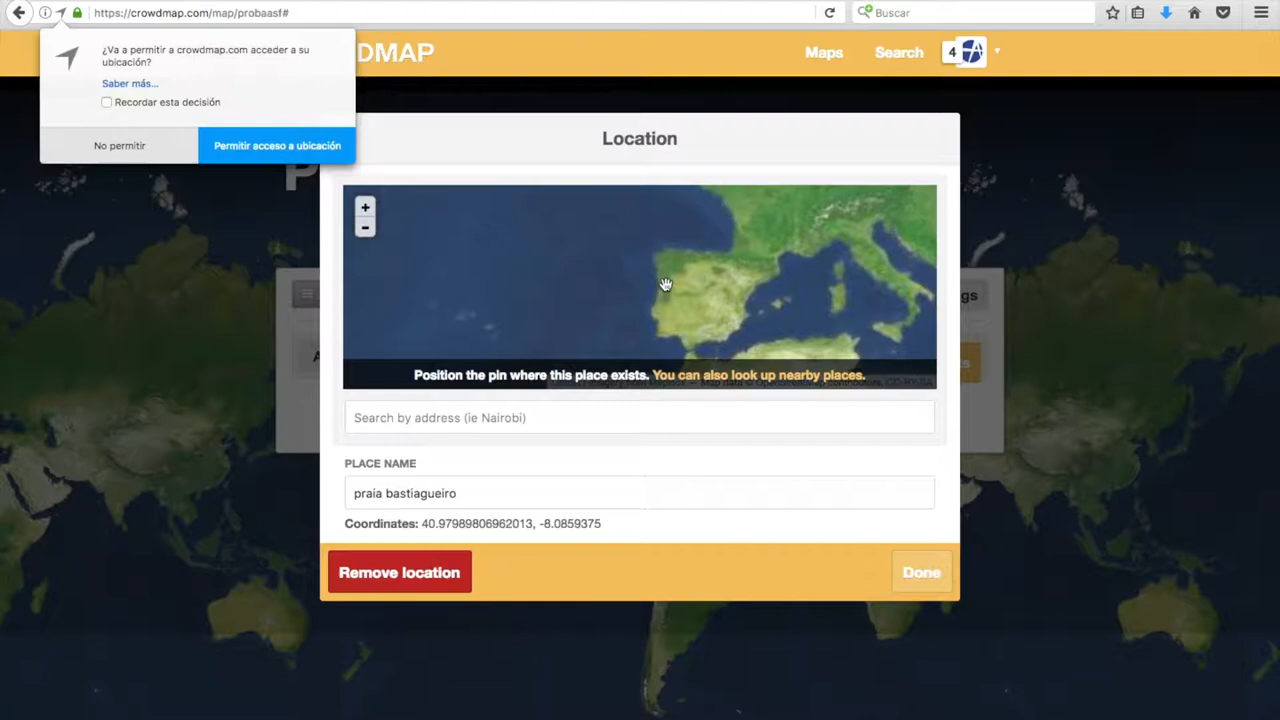 https://crowdmap.com/map/probaasf#
Buscar
¿Va a permitir a crowdmap.com acceder a su
ubicación?
Saber más...
Recordar esta decisión
No permitir
Permitir acceso a ubicación
DMAP
Maps
Search
4
P
Location
+
-
Position the pin where this place exists. You can also look up nearby places.
Search by address (ie Nairobi)
PLACE NAME
praia bastiagueiro
Coordinates: 40.97989806962013, -8.0859375
Remove location
Done
gs
A
s